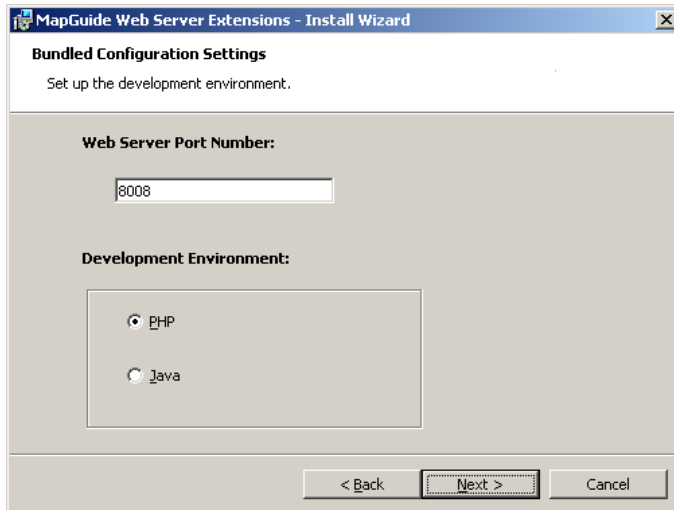 MapGuide Web Server Extensions - Install Wizard
Bundled Configuration Settings
Set up the development environment.
Web Server Port Number:
8008
Development Environment:
PHP
Java
< Back
Next >
Cancel